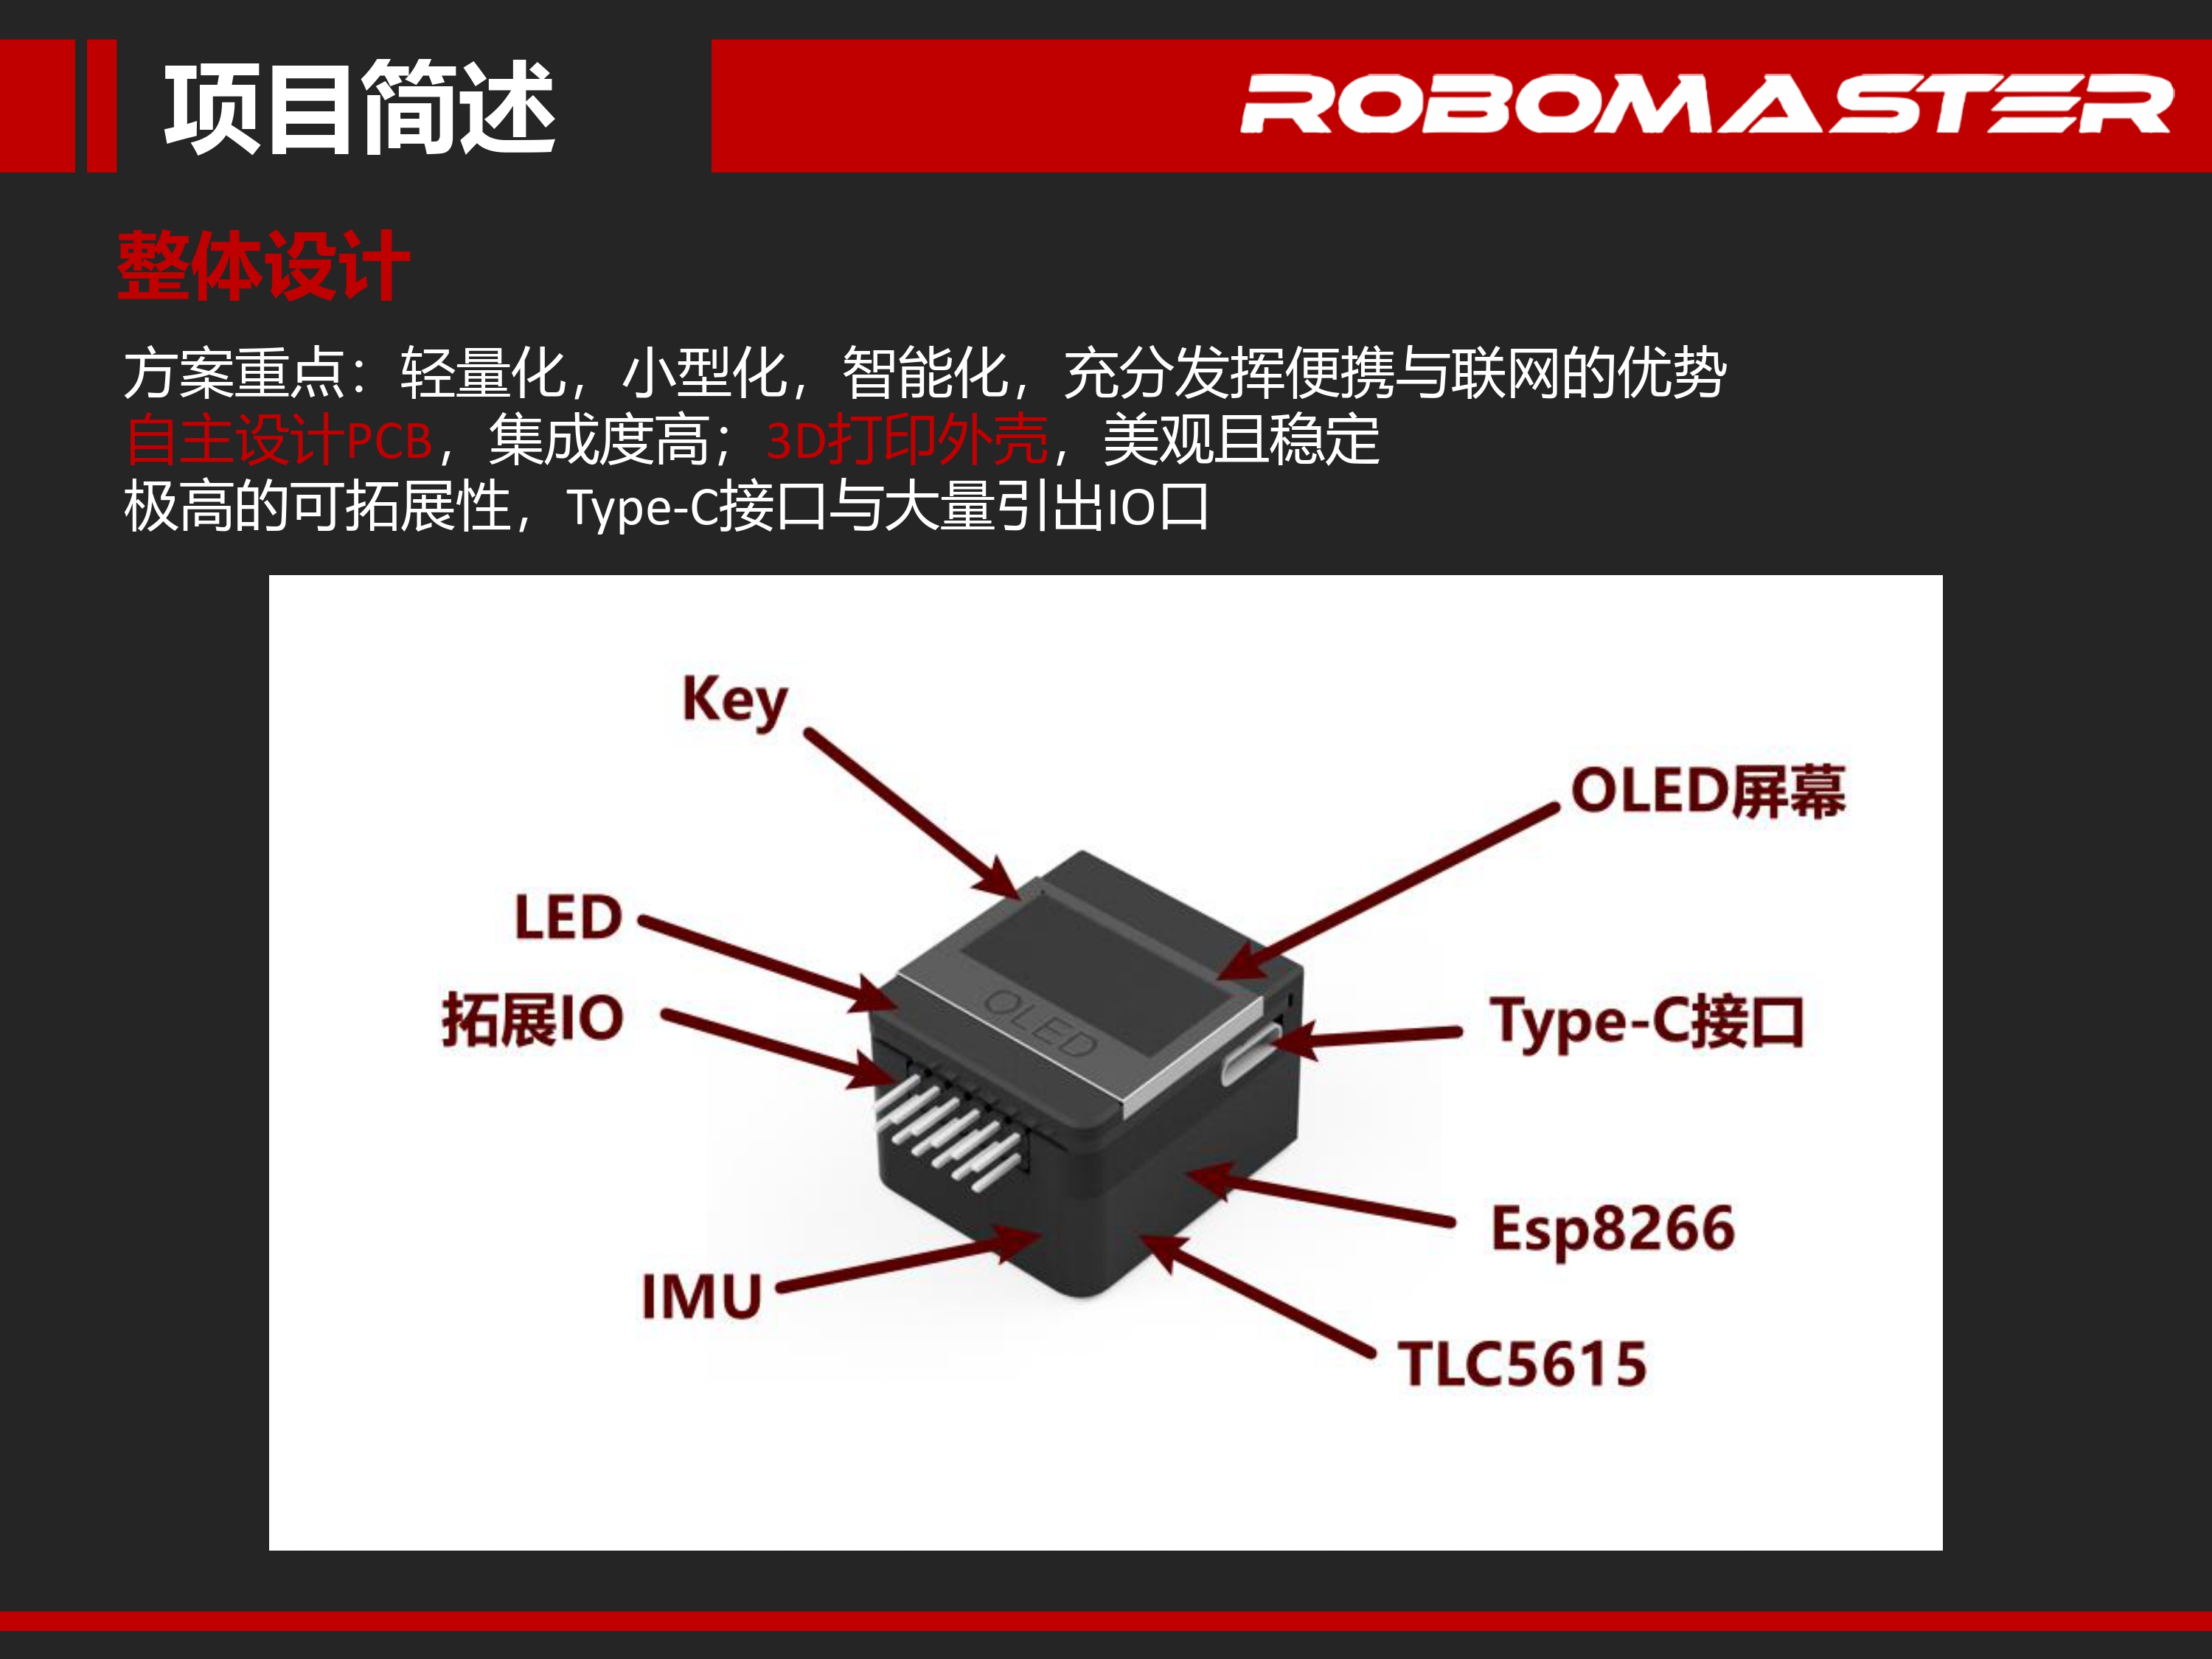 项目简述
ROBOMASTER
整体设计
方案重点：轻量化，小型化，智能化，充分发挥便携与联网的优势
自主设计PCB，集成度高；3D打印外壳，美观且稳定
极高的可拓展性，Type-C接口与大量引出IO口
Key
OLED屏幕
LED
拓展IO
Type-C接口
OLED
Esp8266
IMU
TLC5615